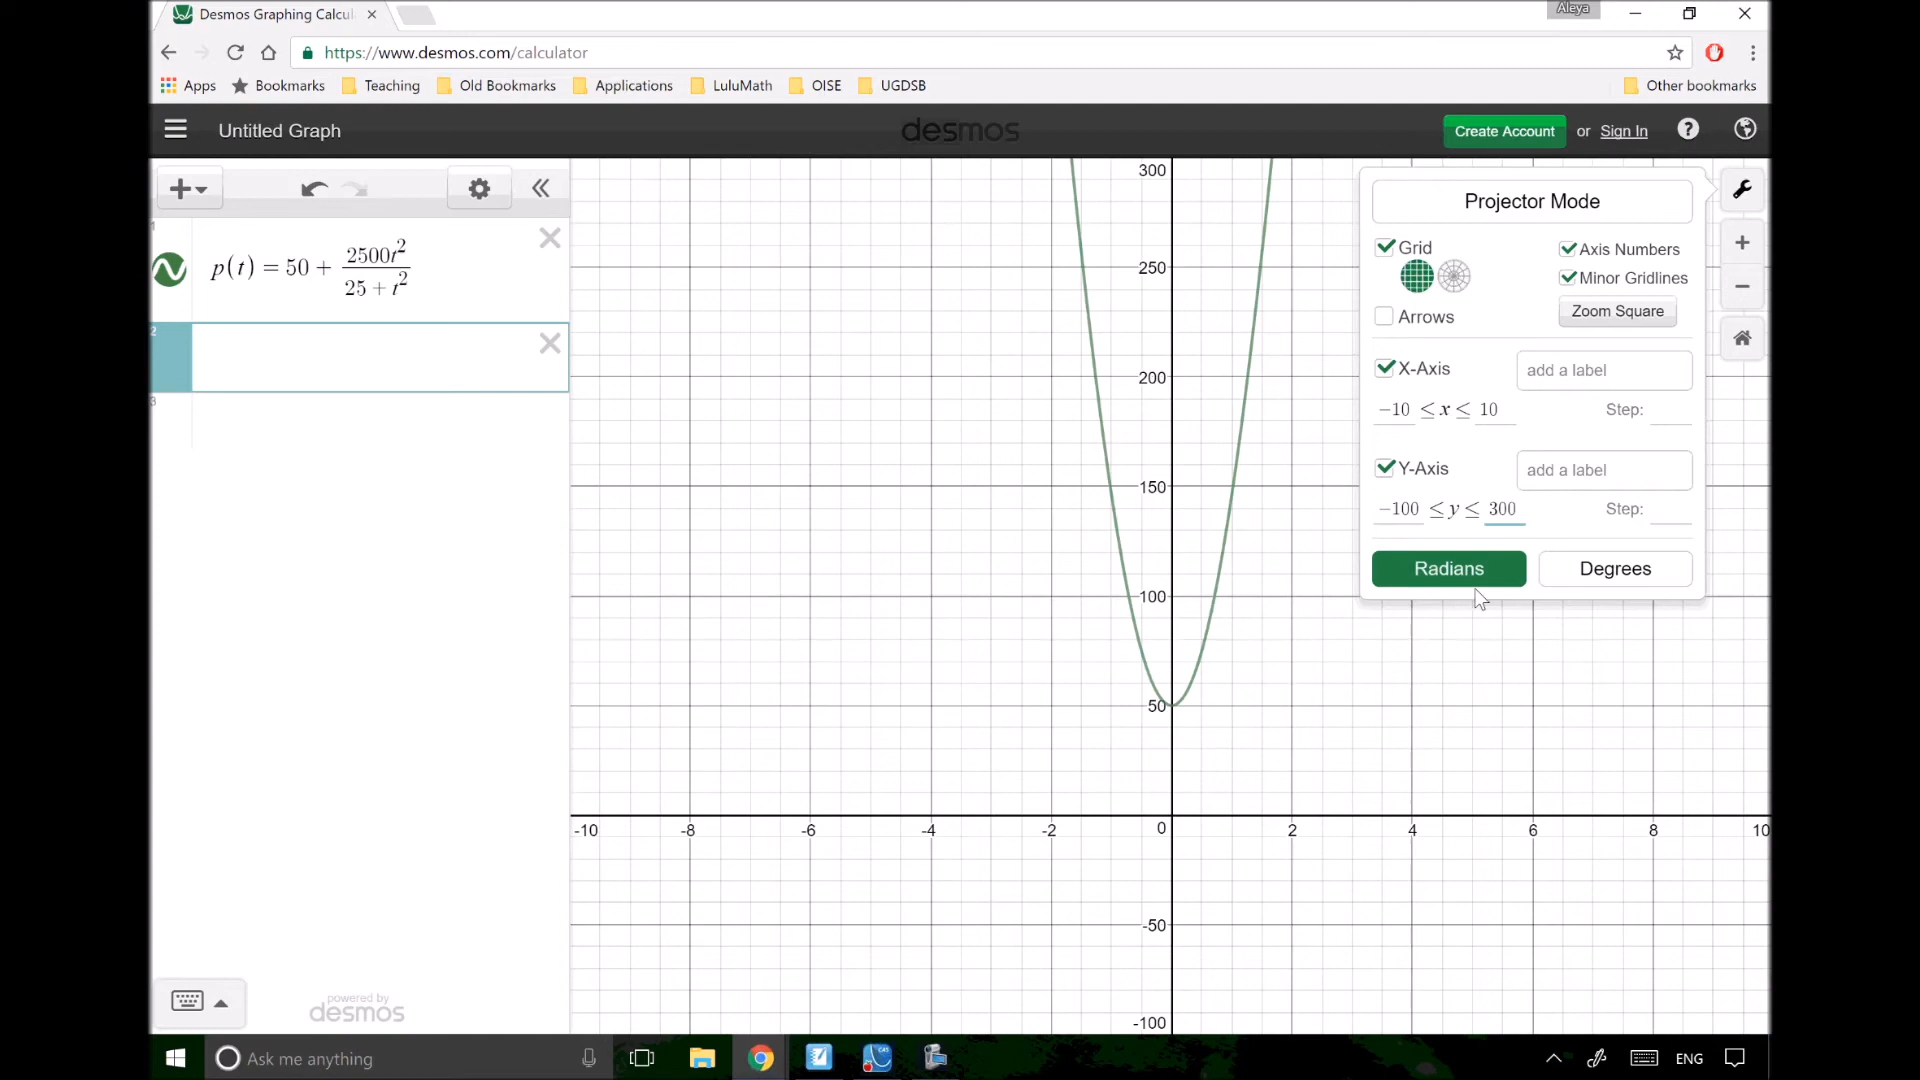 Desmos Graphing Calcul
Aleya
https://www.desmos.com/calculator
Apps Bookmarks Teaching Old Bookmarks Applications LuluMath OISE UGDSB Other bookmarks
Untitled Graph desmos Create Account or Sign In ?
1
p(t) = 50 + 2500t² / 25 + t²
2
3
powered by
desmos
Projector Mode
Grid Axis Numbers
Minor Gridlines
Arrows Zoom Square
X-Axis add a label
-10 ≤ x ≤ 10 Step:
Y-Axis add a label
-100 ≤ y ≤ 300 Step:
Radians Degrees
300
250
200
150
100
50
-10 -8 -6 -4 -2 0 2 4 6 8 10
-50
-100
Ask me anything ENG